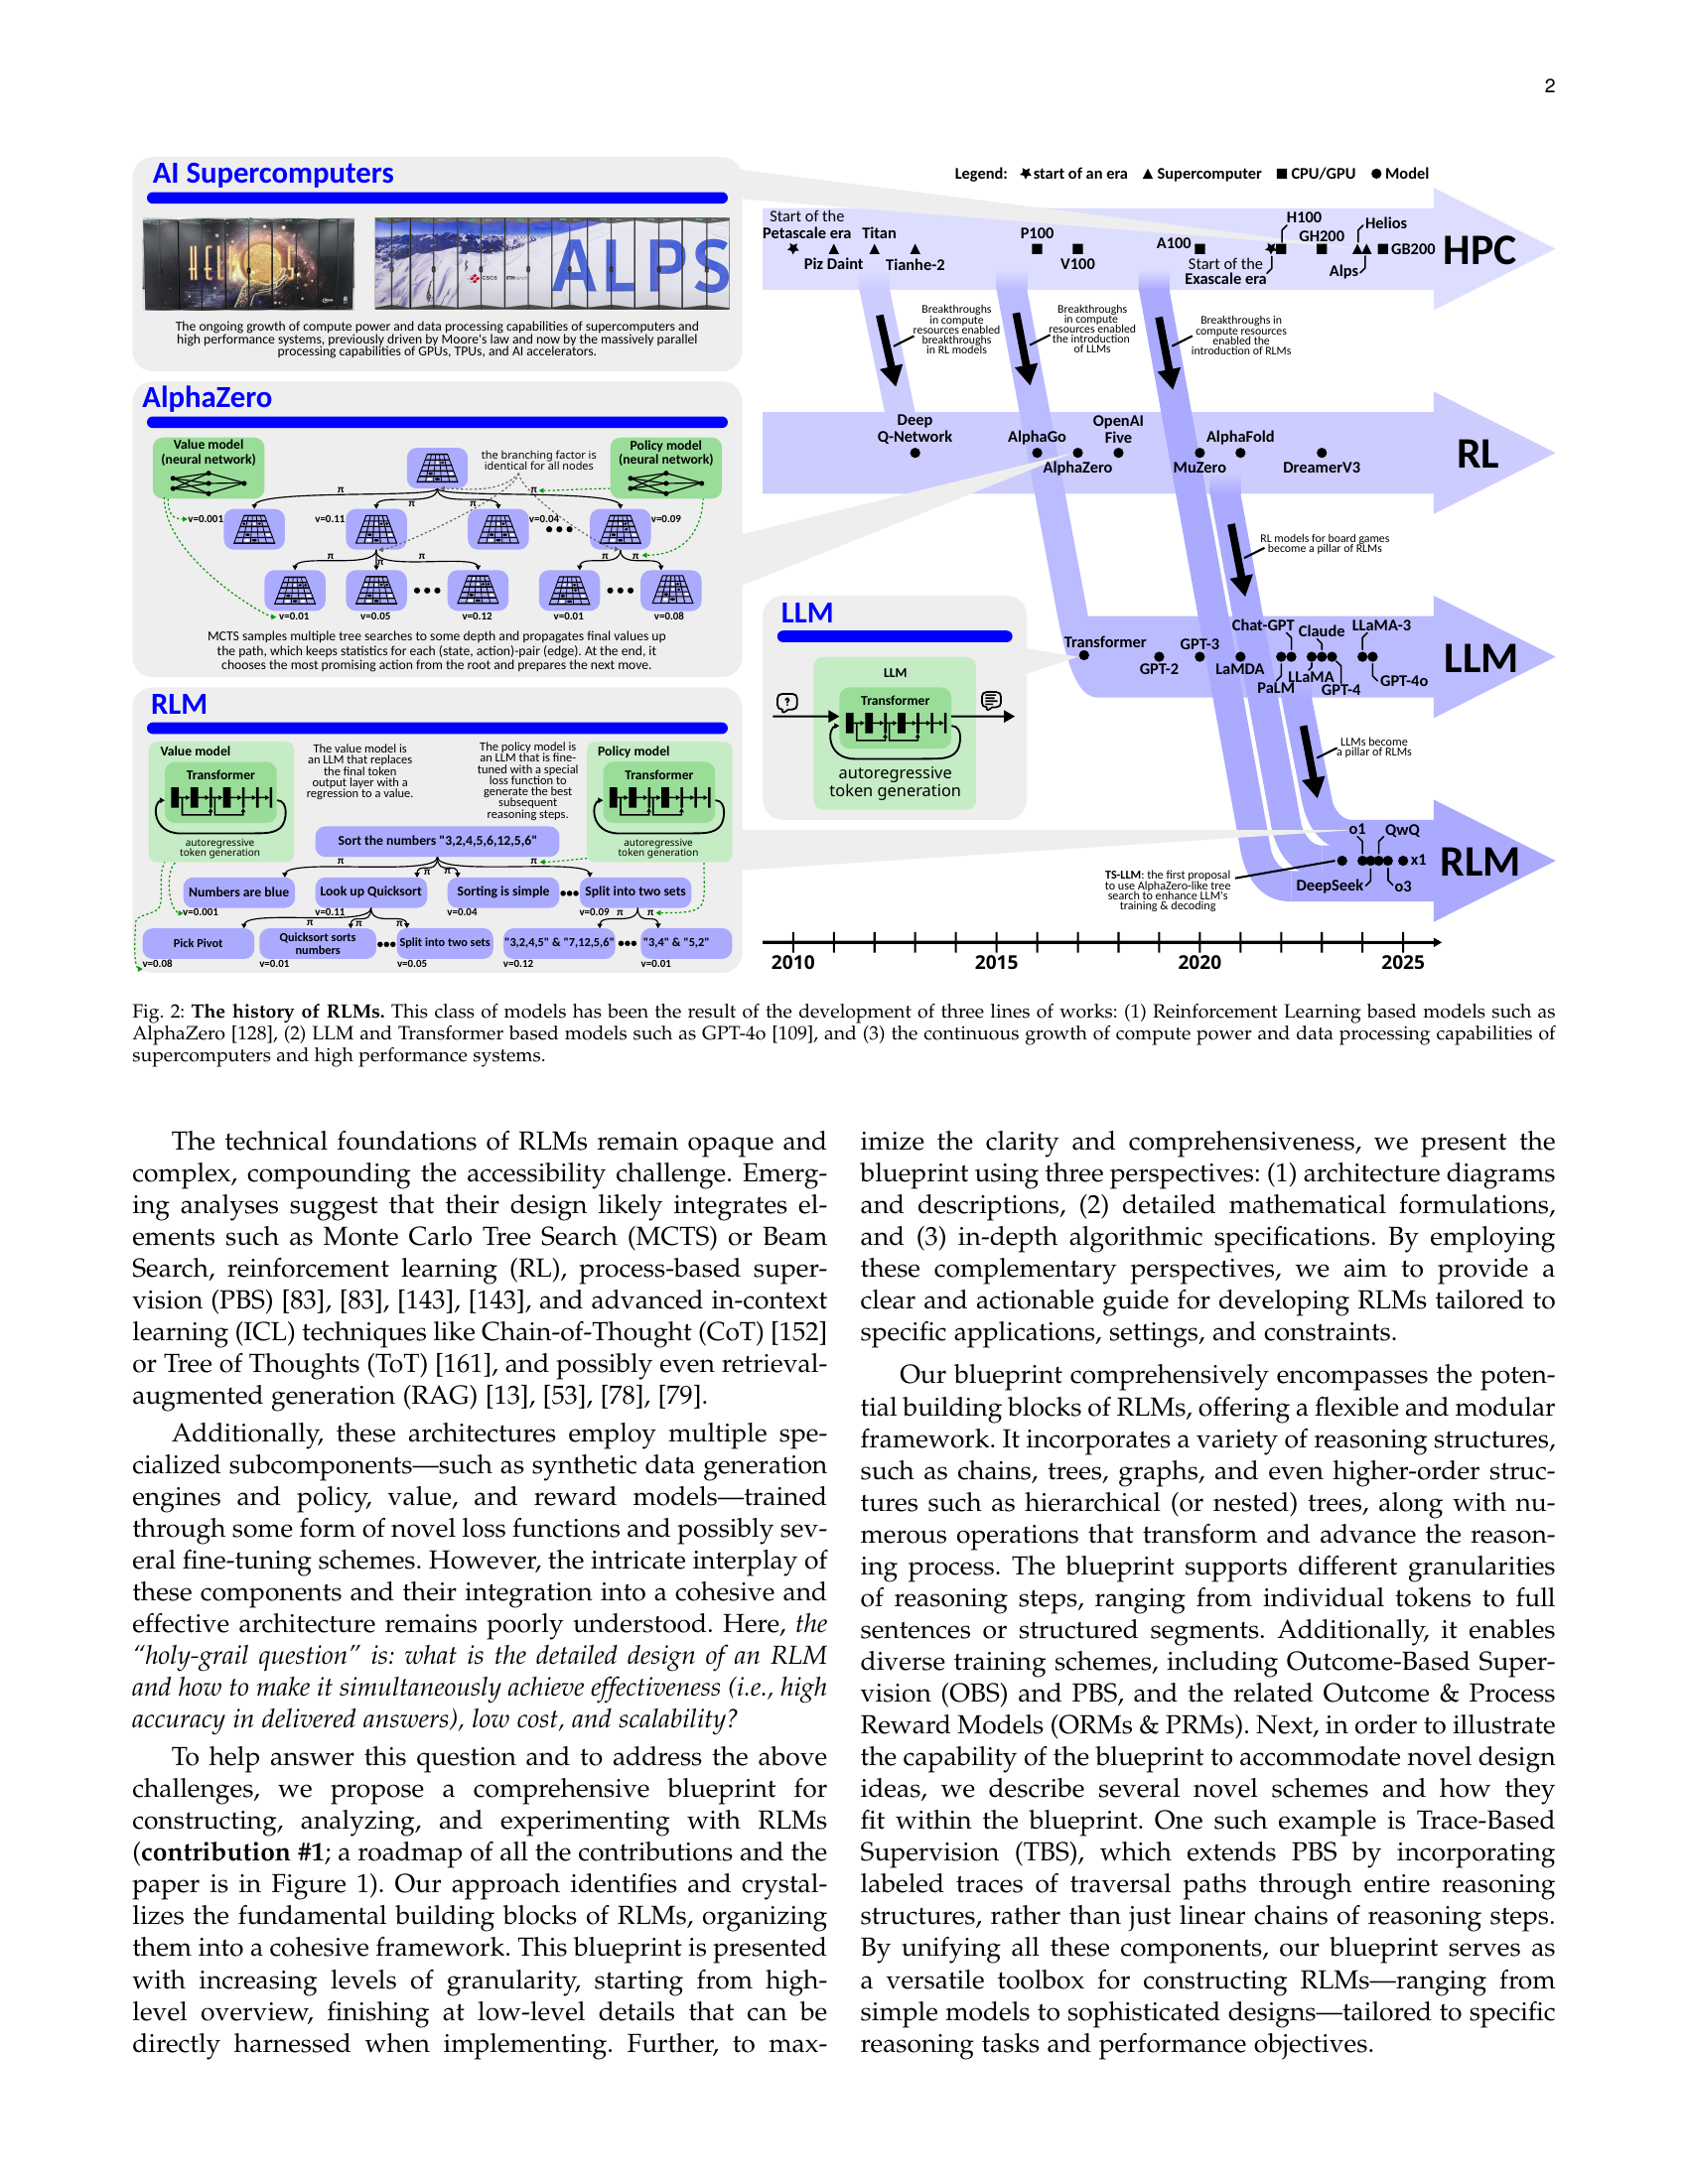 2
AI Supercomputers
HELIOS
ALPS
CSCS
The ongoing growth of compute power and data processing capabilities of supercomputers and
high performance systems, previously driven by Moore's law and now by the massively parallel
processing capabilities of GPUs, TPUs, and AI accelerators.
AlphaZero
Value model
(neural network)
the branching factor is
identical for all nodes
Policy model
(neural network)
π
π
π
π
v=0.001
v=0.11
v=0.04
v=0.09
π
π
π
π
π
v=0.01
v=0.05
v=0.12
v=0.01
v=0.08
MCTS samples multiple tree searches to some depth and propagates final values up
the path, which keeps statistics for each (state, action)-pair (edge). At the end, it
chooses the most promising action from the root and prepares the next move.
RLM
Value model
Transformer
autoregressive
token generation
The value model is
an LLM that replaces
the final token
output layer with a
regression to a value.
The policy model is
an LLM that is fine-
tuned with a special
loss function to
generate the best
subsequent
reasoning steps.
Policy model
Transformer
autoregressive
token generation
Sort the numbers "3,2,4,5,6,12,5,6"
π
π
π
π
Numbers are blue
Look up Quicksort
Sorting is simple
Split into two sets
v=0.001
v=0.11
v=0.04
v=0.09
π
π
π
π
π
Pick Pivot
Quicksort sorts
numbers
Split into two sets
"3,2,4,5" & "7,12,5,6"
"3,4" & "5,2"
v=0.08
v=0.01
v=0.05
v=0.12
v=0.01
Legend: start of an era Supercomputer CPU/GPU Model
Start of the
Petascale era
Piz Daint
Titan
Tianhe-2
P100
V100
A100
Start of the
Exascale era
H100
GH200
Helios
Alps
GB200
HPC
Breakthroughs
in compute
resources enabled
breakthroughs
in RL models
Breakthroughs
in compute
resources enabled
the introduction
of LLMs
Breakthroughs in
compute resources
enabled the
introduction of RLMs
Deep
Q-Network
AlphaGo
AlphaZero
OpenAI
Five
MuZero
AlphaFold
DreamerV3
RL
RL models for board games
become a pillar of RLMs
LLM
LLM
Transformer
autoregressive
token generation
Transformer
GPT-2
GPT-3
LaMDA
Chat-GPT
PaLM
LLaMA
Claude
GPT-4
LLaMA-3
GPT-4o
LLM
LLMs become
a pillar of RLMs
TS-LLM: the first proposal
to use AlphaZero-like tree
search to enhance LLM's
training & decoding
o1
QwQ
x1
DeepSeek
o3
RLM
2010
2015
2020
2025
Fig. 2: The history of RLMs. This class of models has been the result of the development of three lines of works: (1) Reinforcement Learning based models such as
AlphaZero [128], (2) LLM and Transformer based models such as GPT-4o [109], and (3) the continuous growth of compute power and data processing capabilities of
supercomputers and high performance systems.
The technical foundations of RLMs remain opaque and
complex, compounding the accessibility challenge. Emerg-
ing analyses suggest that their design likely integrates el-
ements such as Monte Carlo Tree Search (MCTS) or Beam
Search, reinforcement learning (RL), process-based super-
vision (PBS) [83], [83], [143], [143], and advanced in-context
learning (ICL) techniques like Chain-of-Thought (CoT) [152]
or Tree of Thoughts (ToT) [161], and possibly even retrieval-
augmented generation (RAG) [13], [53], [78], [79].
Additionally, these architectures employ multiple spe-
cialized subcomponents—such as synthetic data generation
engines and policy, value, and reward models—trained
through some form of novel loss functions and possibly sev-
eral fine-tuning schemes. However, the intricate interplay of
these components and their integration into a cohesive and
effective architecture remains poorly understood. Here, the
“holy-grail question” is: what is the detailed design of an RLM
and how to make it simultaneously achieve effectiveness (i.e., high
accuracy in delivered answers), low cost, and scalability?
To help answer this question and to address the above
challenges, we propose a comprehensive blueprint for
constructing, analyzing, and experimenting with RLMs
(contribution #1; a roadmap of all the contributions and the
paper is in Figure 1). Our approach identifies and crystal-
lizes the fundamental building blocks of RLMs, organizing
them into a cohesive framework. This blueprint is presented
with increasing levels of granularity, starting from high-
level overview, finishing at low-level details that can be
directly harnessed when implementing. Further, to max-
imize the clarity and comprehensiveness, we present the
blueprint using three perspectives: (1) architecture diagrams
and descriptions, (2) detailed mathematical formulations,
and (3) in-depth algorithmic specifications. By employing
these complementary perspectives, we aim to provide a
clear and actionable guide for developing RLMs tailored to
specific applications, settings, and constraints.
Our blueprint comprehensively encompasses the poten-
tial building blocks of RLMs, offering a flexible and modular
framework. It incorporates a variety of reasoning structures,
such as chains, trees, graphs, and even higher-order struc-
tures such as hierarchical (or nested) trees, along with nu-
merous operations that transform and advance the reason-
ing process. The blueprint supports different granularities
of reasoning steps, ranging from individual tokens to full
sentences or structured segments. Additionally, it enables
diverse training schemes, including Outcome-Based Super-
vision (OBS) and PBS, and the related Outcome & Process
Reward Models (ORMs & PRMs). Next, in order to illustrate
the capability of the blueprint to accommodate novel design
ideas, we describe several novel schemes and how they
fit within the blueprint. One such example is Trace-Based
Supervision (TBS), which extends PBS by incorporating
labeled traces of traversal paths through entire reasoning
structures, rather than just linear chains of reasoning steps.
By unifying all these components, our blueprint serves as
a versatile toolbox for constructing RLMs—ranging from
simple models to sophisticated designs—tailored to specific
reasoning tasks and performance objectives.